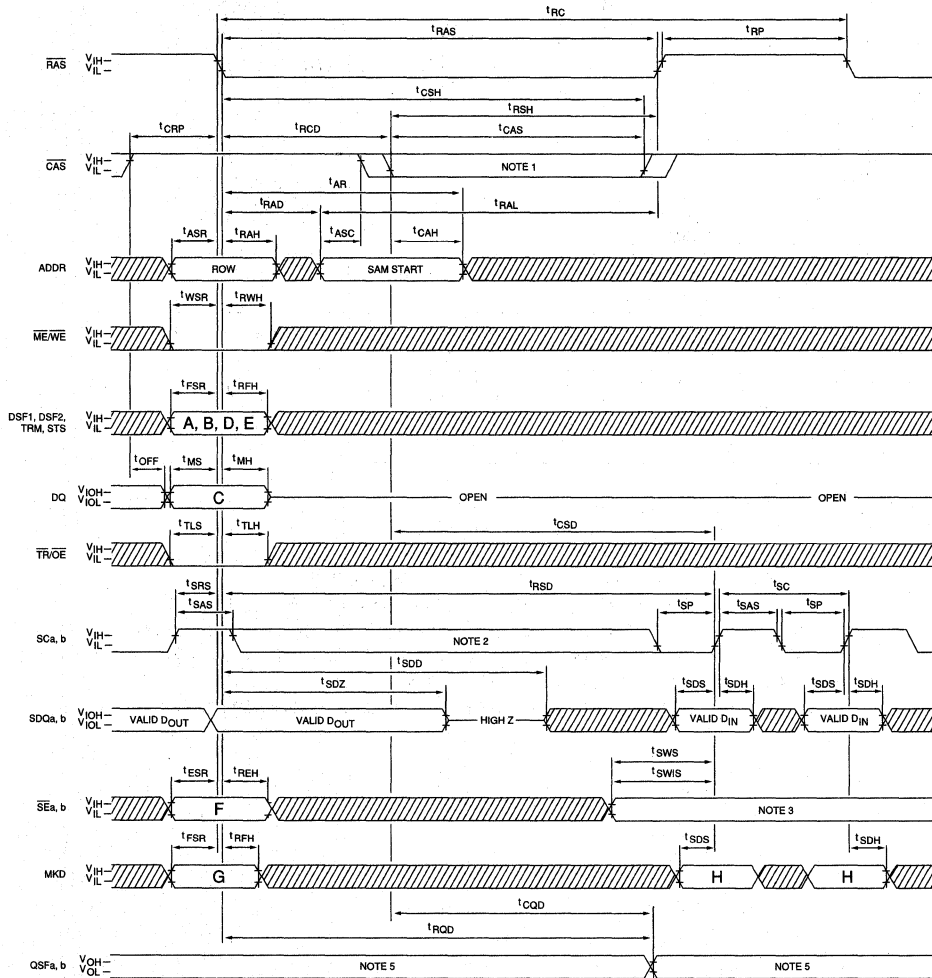 tRC
tRAS
tRP
RAS
VIH
VIL
tCSH
tRSH
tCRP
tRCD
tCAS
CAS
VIH
VIL
NOTE 1
tAR
tRAD
tRAL
tASR
tRAH
tASC
tCAH
ADDR
VIH
VIL
ROW
SAM START
tWSR
tRWH
ME/WE
VIH
VIL
tFSR
tRFH
DSF1, DSF2,
TRM, STS
VIH
VIL
A, B, D, E
tOFF
tMS
tMH
DQ
VIOH
VIOL
C
OPEN
OPEN
tTLS
tTLH
tCSD
TR/OE
VIH
VIL
tSRS
tRSD
tSC
tSAS
tSP
tSAS
tSP
SCa, b
VIH
VIL
NOTE 2
tSDD
tSDZ
tSDS
tSDH
tSDS
tSDH
SDQa, b
VIOH
VIOL
VALID DOUT
VALID DOUT
HIGH Z
VALID DIN
VALID DIN
tSWS
tESR
tREH
tSWIS
SEa, b
VIH
VIL
F
NOTE 3
tFSR
tRFH
tSDS
tSDH
MKD
VIH
VIL
G
H
H
tCQD
tRQD
QSFa, b
VOH
VOL
NOTE 5
NOTE 5